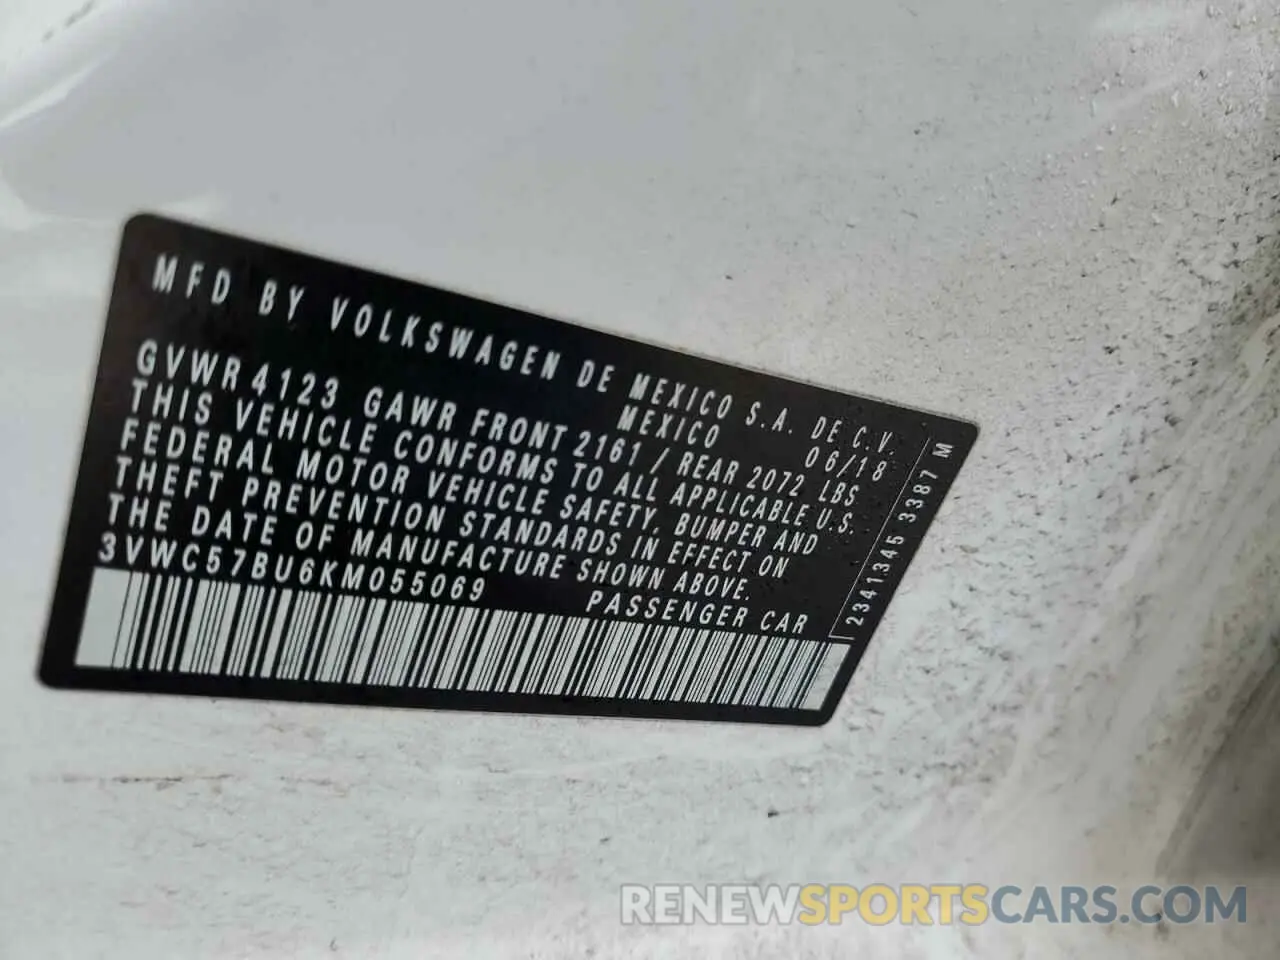 MFD BY VOLKSWAGEN DE MEXICO S.A. DE C.V.
MEXICO 06/18
GVWR 4123 GAWR FRONT 2161 / REAR 2072 LBS
THIS VEHICLE CONFORMS TO ALL APPLICABLE U.S.
FEDERAL MOTOR VEHICLE SAFETY, BUMPER AND
THEFT PREVENTION STANDARDS IN EFFECT ON
THE DATE OF MANUFACTURE SHOWN ABOVE.
3VWC57BU6KM055069 PASSENGER CAR
2341345 3387 M
RENEWSPORTSCARS.COM